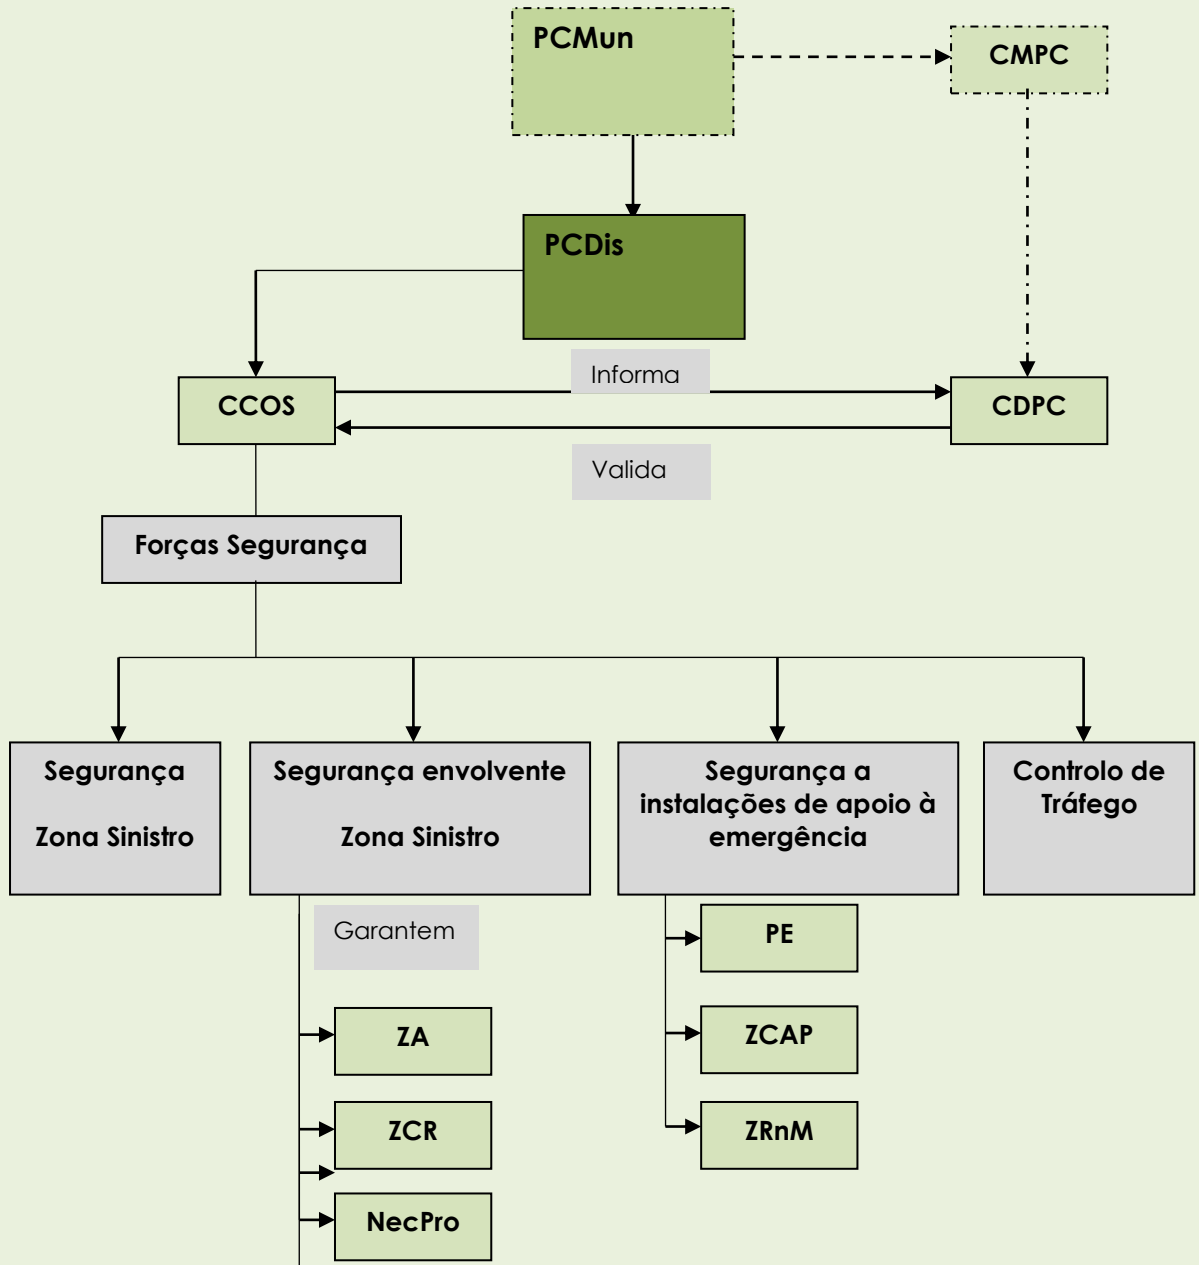 PCMun
CMPC
PCDis
Informa
CCOS
CDPC
Valida
Forças Segurança
Segurança
Zona Sinistro
Segurança envolvente
Zona Sinistro
Segurança a
instalações de apoio à
emergência
Controlo de
Tráfego
Garantem
PE
ZA
ZCAP
ZCR
ZRnM
NecPro